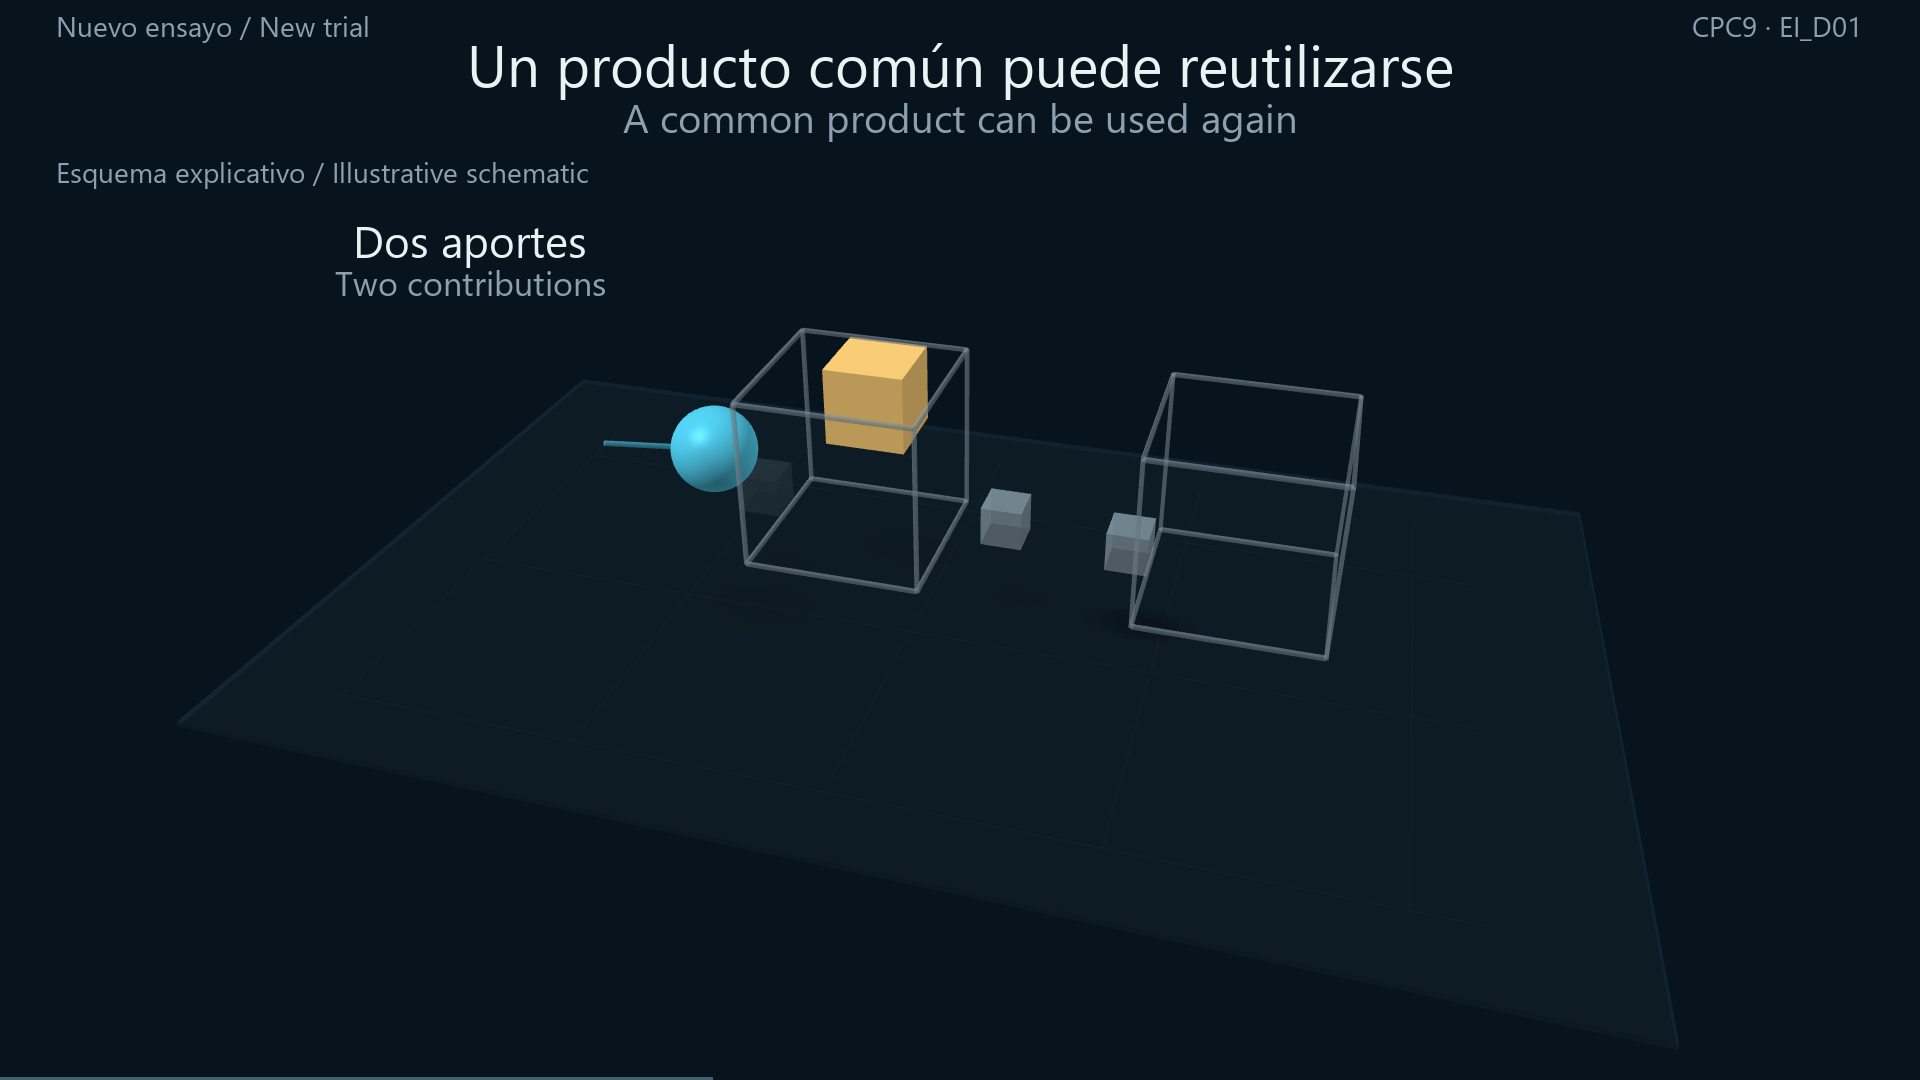 Nuevo ensayo / New trial
CPC9 · EI_D01
Un producto común puede reutilizarse
A common product can be used again
Esquema explicativo / Illustrative schematic
Dos aportes
Two contributions